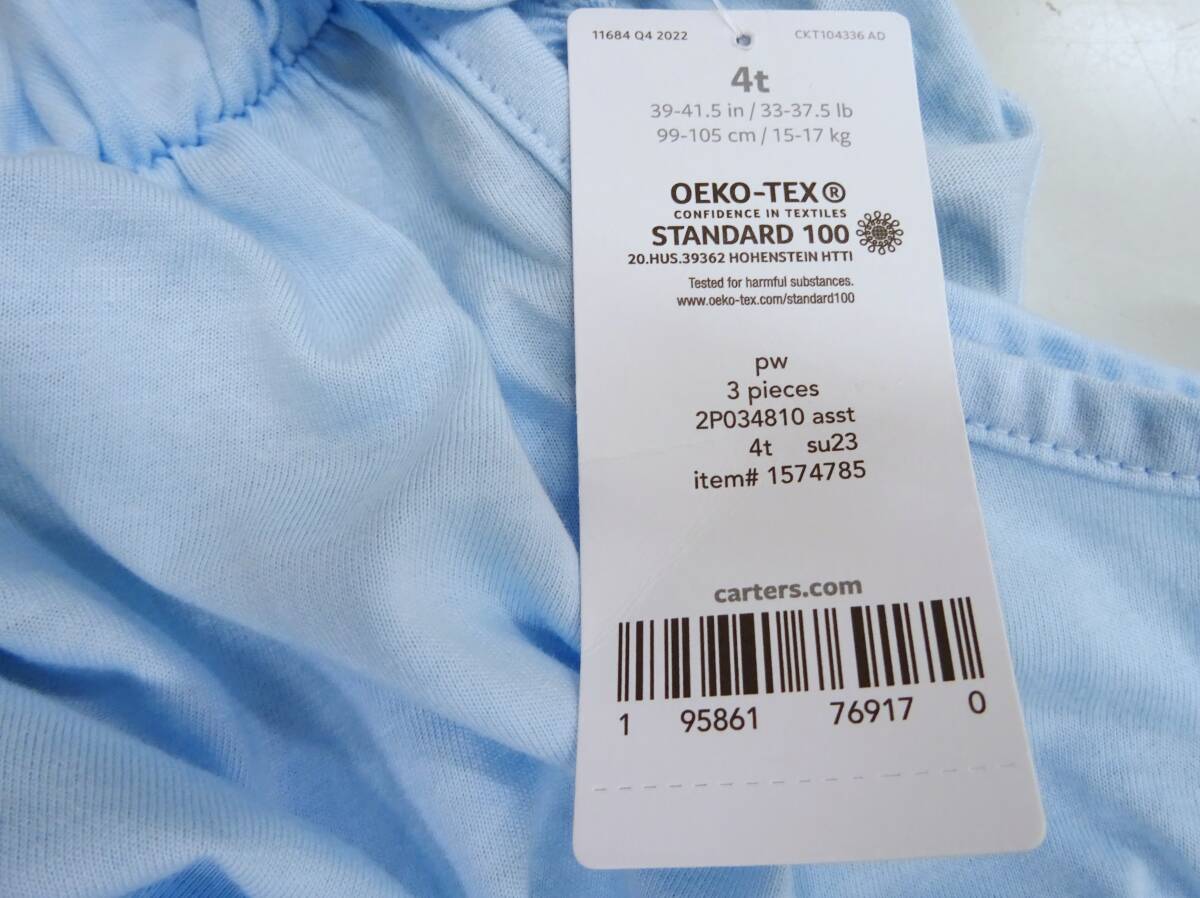 11684 Q4 2022 CKT104336 AD
4t
39-41.5 in / 33-37.5 lb
99-105 cm / 15-17 kg
OEKO-TEX®
CONFIDENCE IN TEXTILES
STANDARD 100
20.HUS.39362 HOHENSTEIN HTTI
Tested for harmful substances.
www.oeko-tex.com/standard100
pw
3 pieces
2P034810 asst
4t su23
item# 1574785
carters.com
1 95861 76917 0